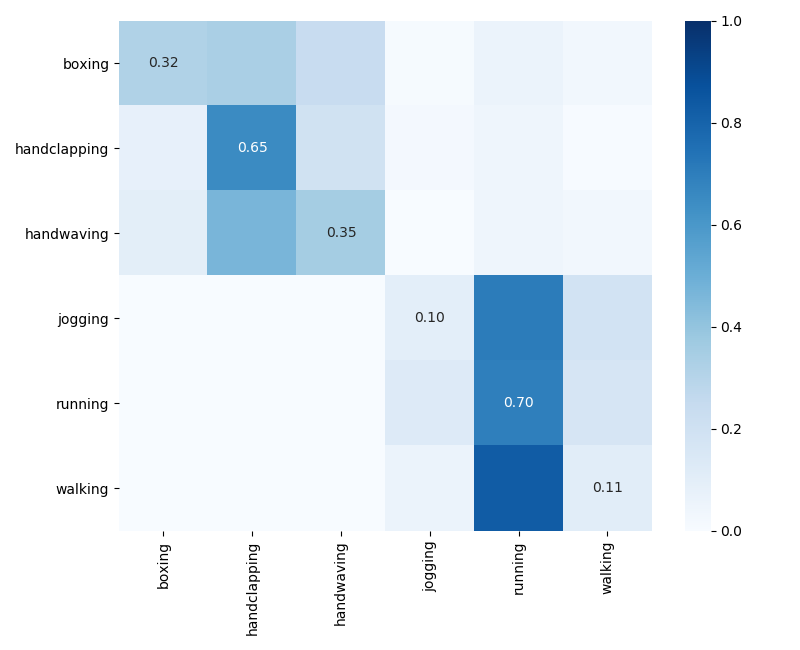 boxing 0.32 1.0
handclapping 0.65 0.8
handwaving 0.35 0.6
jogging 0.10 0.4
running 0.70 0.2
walking 0.11 0.0
boxing handclapping handwaving jogging running walking